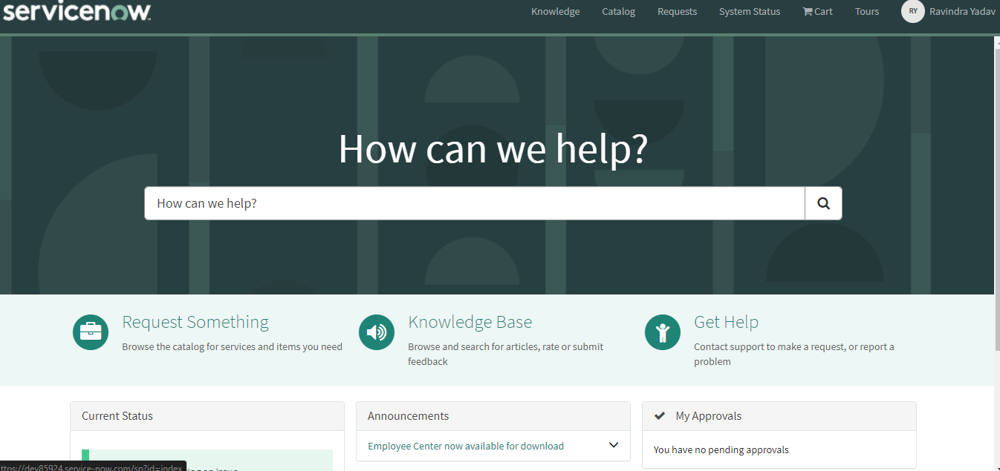 servicenow
Knowledge Catalog Requests System Status Cart Tours RY Ravindra Yadav
How can we help?
How can we help?
Request Something
Browse the catalog for services and items you need
Knowledge Base
Browse and search for articles, rate or submit
feedback
Get Help
Contact support to make a request, or report a
problem
Current Status
Announcements
Employee Center now available for download
My Approvals
You have no pending approvals
ttps://dev85924.service-now.com/sp?id=index
an issue